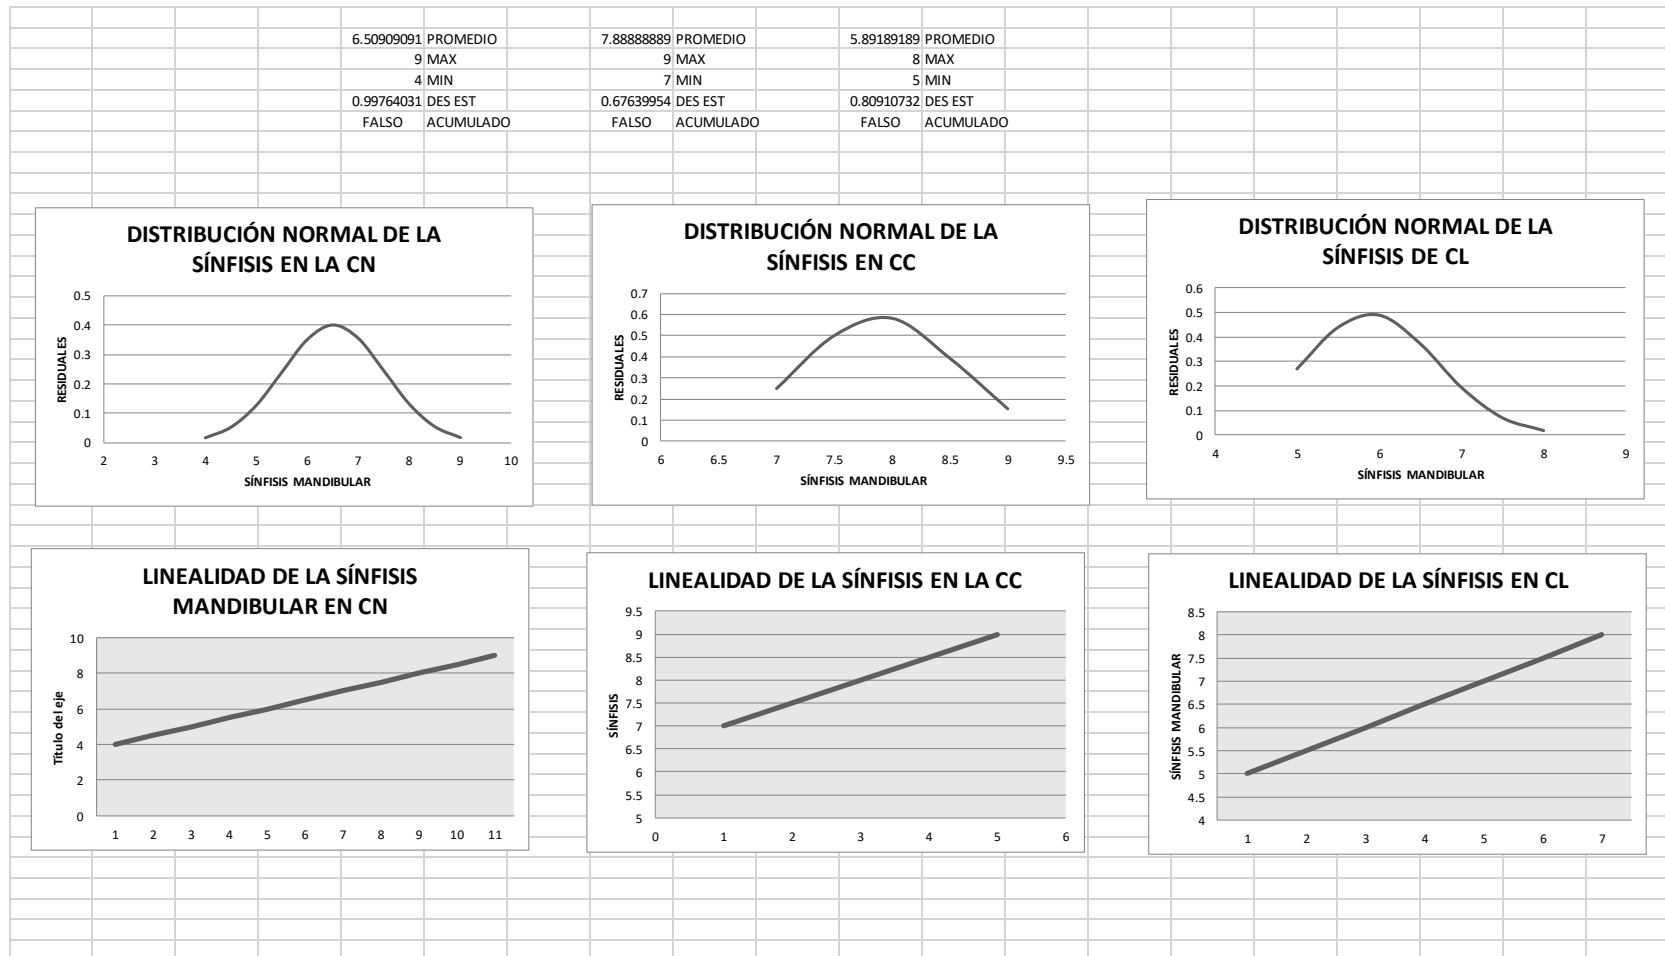 6.50909091 PROMEDIO 7.88888889 PROMEDIO 5.89189189 PROMEDIO
9 MAX 9 MAX 8 MAX
4 MIN 7 MIN 5 MIN
0.99764031 DES EST 0.67639954 DES EST 0.80910732 DES EST
FALSO ACUMULADO FALSO ACUMULADO FALSO ACUMULADO
DISTRIBUCIÓN NORMAL DE LA
SÍNFISIS EN LA CN
RESIDUALES
0.5
0.4
0.3
0.2
0.1
0
2 3 4 5 6 7 8 9 10
SÍNFISIS MANDIBULAR
DISTRIBUCIÓN NORMAL DE LA
SÍNFISIS EN CC
RESIDUALES
0.7
0.6
0.5
0.4
0.3
0.2
0.1
0
6 6.5 7 7.5 8 8.5 9 9.5
SÍNFISIS MANDIBULAR
DISTRIBUCIÓN NORMAL DE LA
SÍNFISIS DE CL
RESIDUALES
0.6
0.5
0.4
0.3
0.2
0.1
0
4 5 6 7 8 9
SÍNFISIS MANDIBULAR
LINEALIDAD DE LA SÍNFISIS
MANDIBULAR EN CN
Título del eje
10
8
6
4
2
0
1 2 3 4 5 6 7 8 9 10 11
LINEALIDAD DE LA SÍNFISIS EN LA CC
SÍNFISIS
9.5
9
8.5
8
7.5
7
6.5
6
5.5
5
0 1 2 3 4 5 6
LINEALIDAD DE LA SÍNFISIS EN CL
SÍNFISIS MANDIBULAR
8.5
8
7.5
7
6.5
6
5.5
5
4.5
4
1 2 3 4 5 6 7